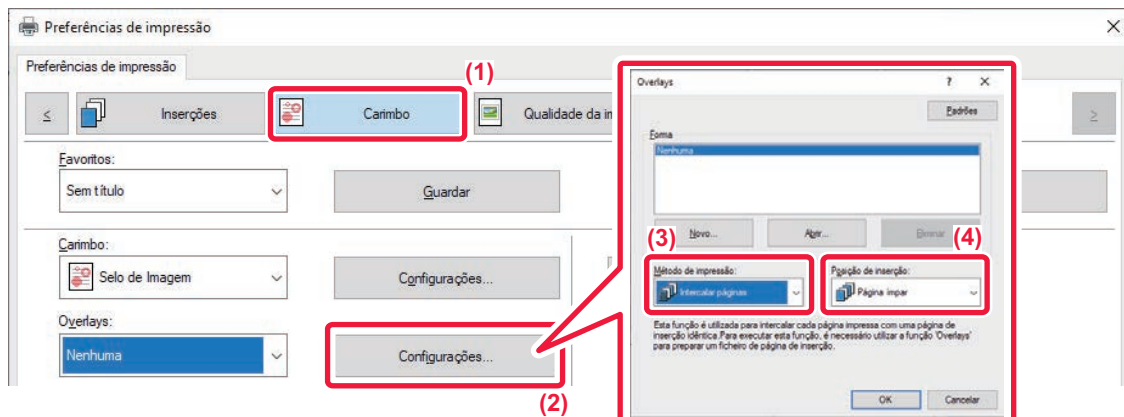 Preferências de impressão
Preferências de impressão
(1)
<
Inserções
Carimbo
Qualidade da im
>
Favoritos:
Sem título
Guardar
Carimbo:
Selo de Imagem
Configurações...
Overlays:
Nenhuma
Configurações...
(2)
Overlays
?
Padrões
Forma
Nenhuma
Novo...
Abrir...
Eliminar
(3)
(4)
Método de impressão:
Posição de inserção:
Intercalar páginas
Página impar
Esta função é utilizada para intercalar cada página impressa com uma página de
inserção idêntica.Para executar esta função, é necessário utilizar a função 'Overlays'
para preparar um ficheiro de página de inserção.
OK
Cancelar